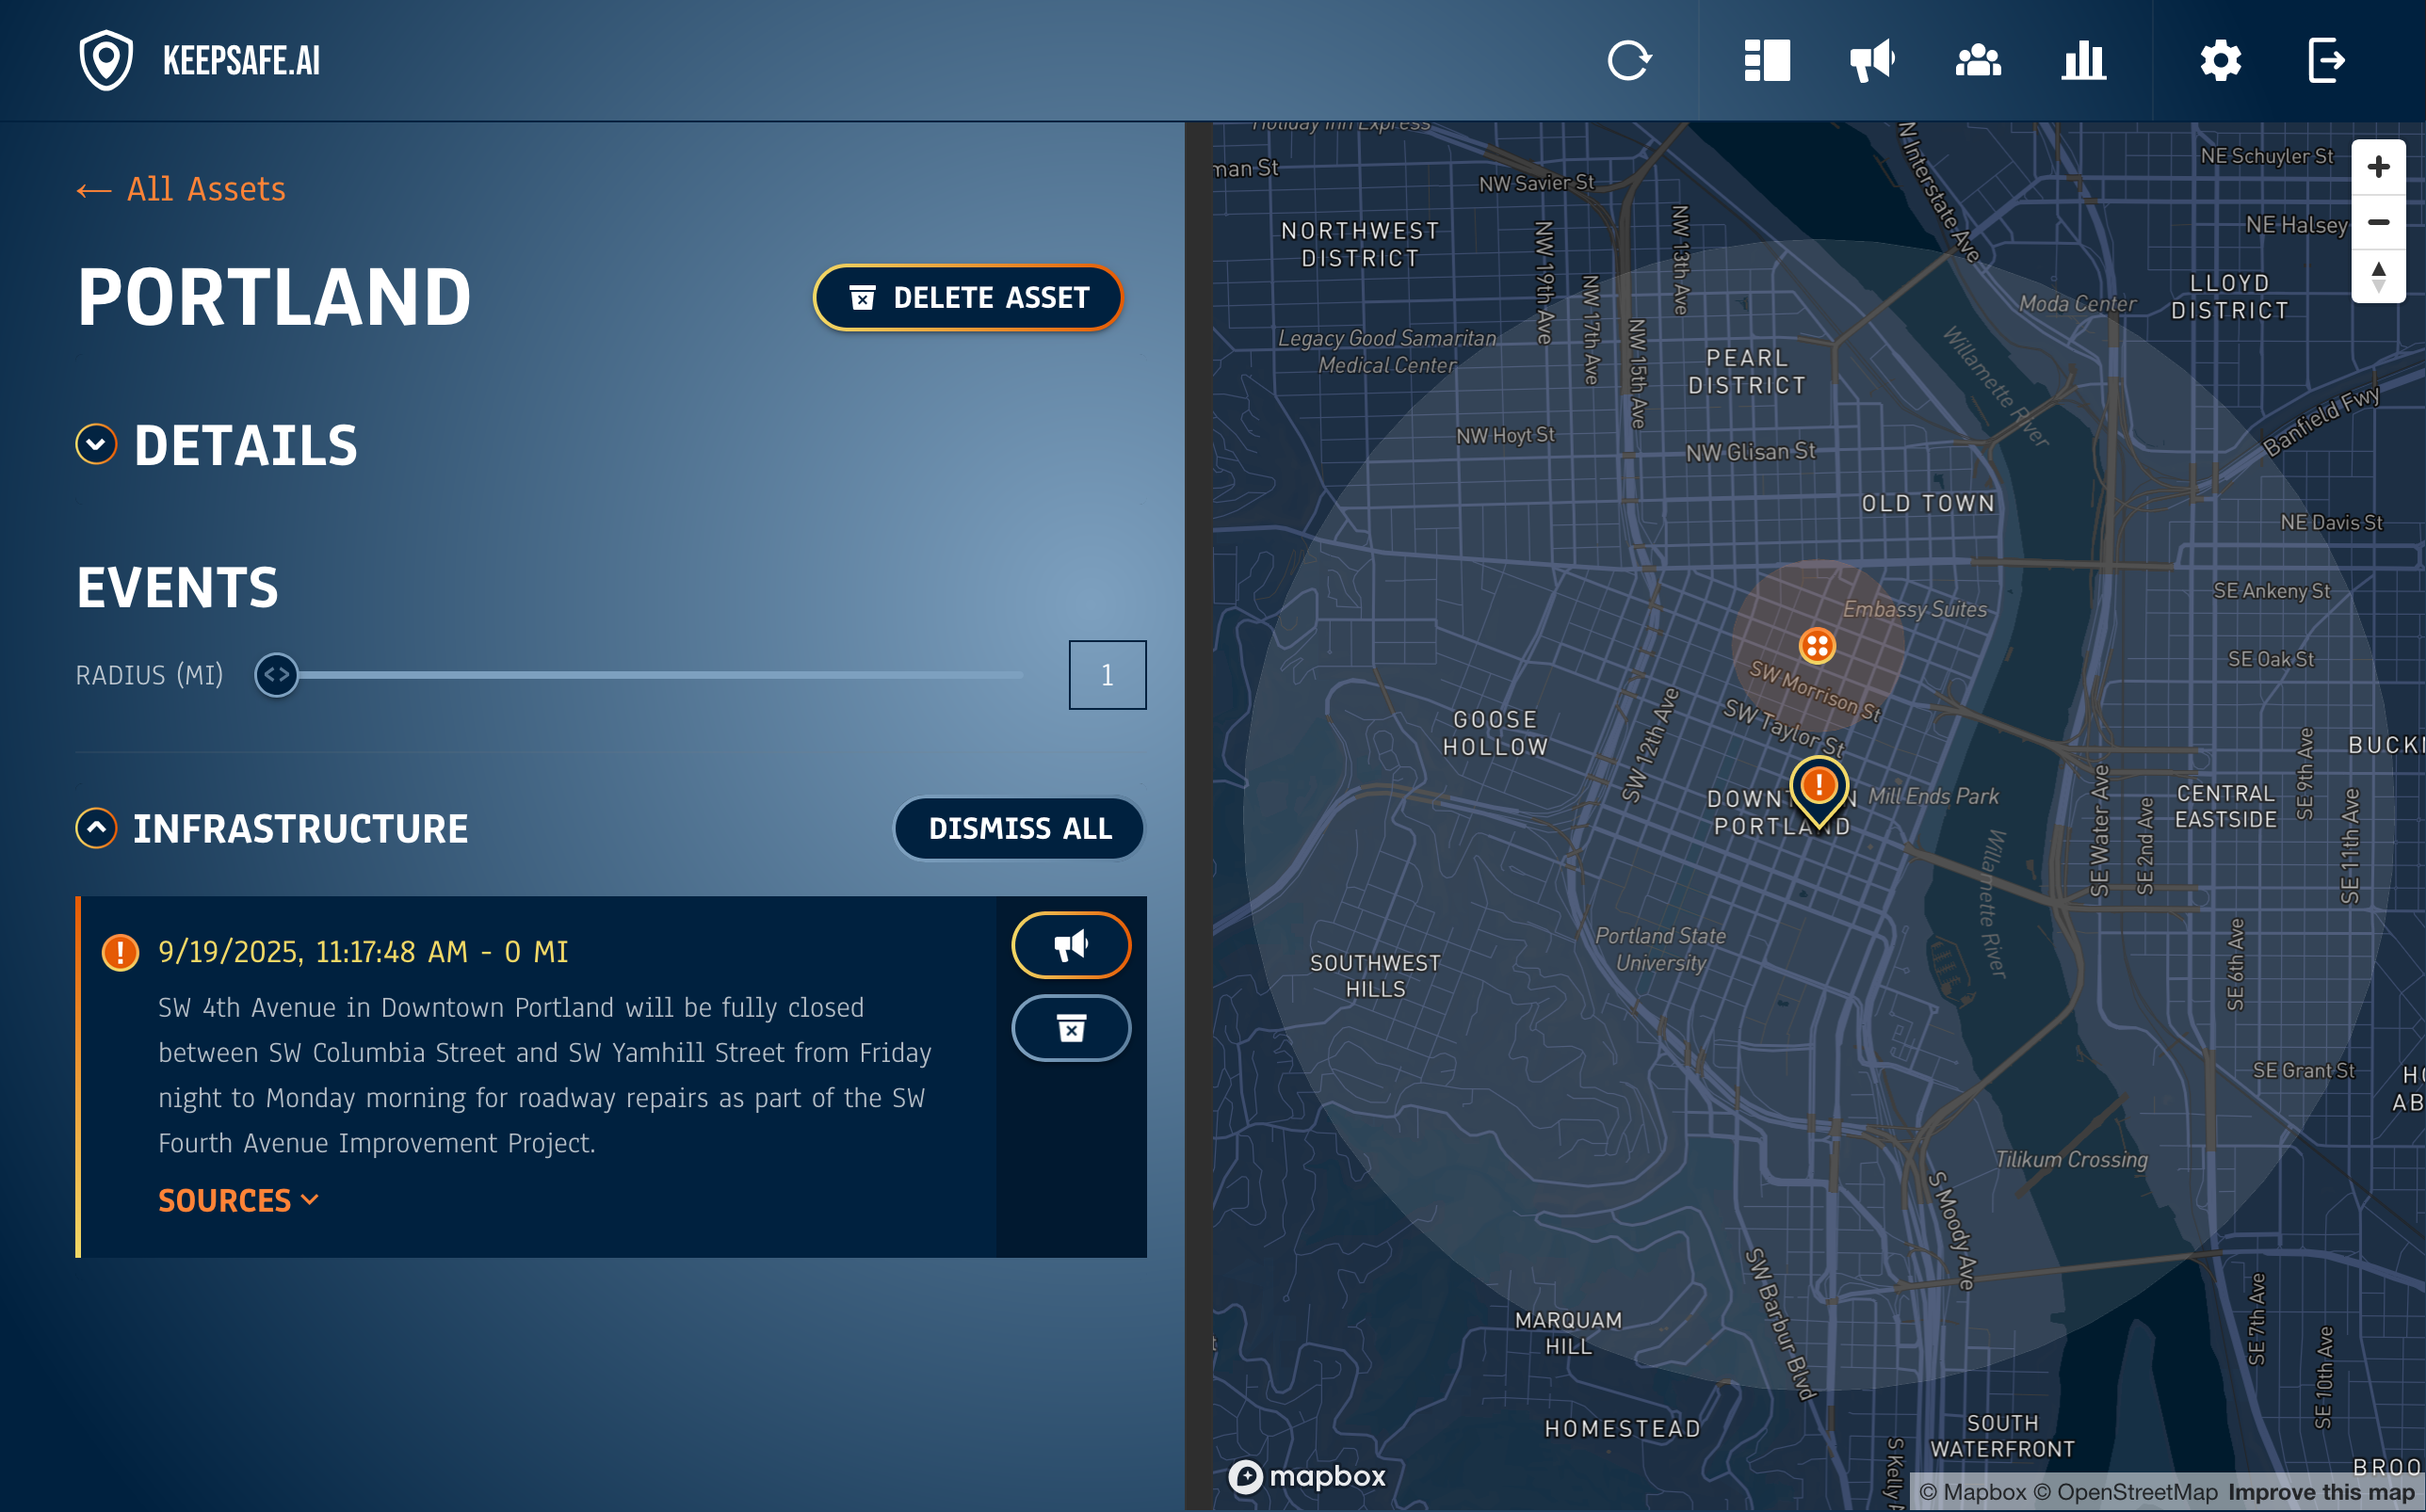 KEEPSAFE.AI
← All Assets
PORTLAND
DELETE ASSET
DETAILS
EVENTS
RADIUS (MI)
1
INFRASTRUCTURE
DISMISS ALL
9/19/2025, 11:17:48 AM - 0 MI
SW 4th Avenue in Downtown Portland will be fully closed
between SW Columbia Street and SW Yamhill Street from Friday
night to Monday morning for roadway repairs as part of the SW
Fourth Avenue Improvement Project.
SOURCES
Holiday Inn Express
man St
NW Savier St
N Interstate Ave
NE Schuyler St
NE Halsey
NORTHWEST
DISTRICT
NW 19th Ave
NW 17th Ave
NW 15th Ave
NW 13th Ave
Moda Center
LLOYD
DISTRICT
Legacy Good Samaritan
Medical Center
PEARL
DISTRICT
Willamette River
Banfield Fwy
NW Hoyt St
NW Glisan St
OLD TOWN
NE Davis St
Embassy Suites
SE Ankeny St
SE Oak St
SW Morrison St
SW Taylor St
SW 12th Ave
GOOSE
HOLLOW
SE 9th Ave
BUCK
Mill Ends Park
PORTLAND
SE Water Ave
SE 2nd Ave
CENTRAL
EASTSIDE
SE 11th Ave
Willamette River
Portland State
University
SOUTHWEST
HILLS
SE 6th Ave
SE Grant St
AB
Tilikum Crossing
S Moody Ave
SW Barbur Blvd
MARQUAM
HILL
SE 7th Ave
SE 10th Ave
HOMESTEAD
SOUTH
WATERFRONT
S Kelly
BROO
mapbox
© Mapbox © OpenStreetMap Improve this map